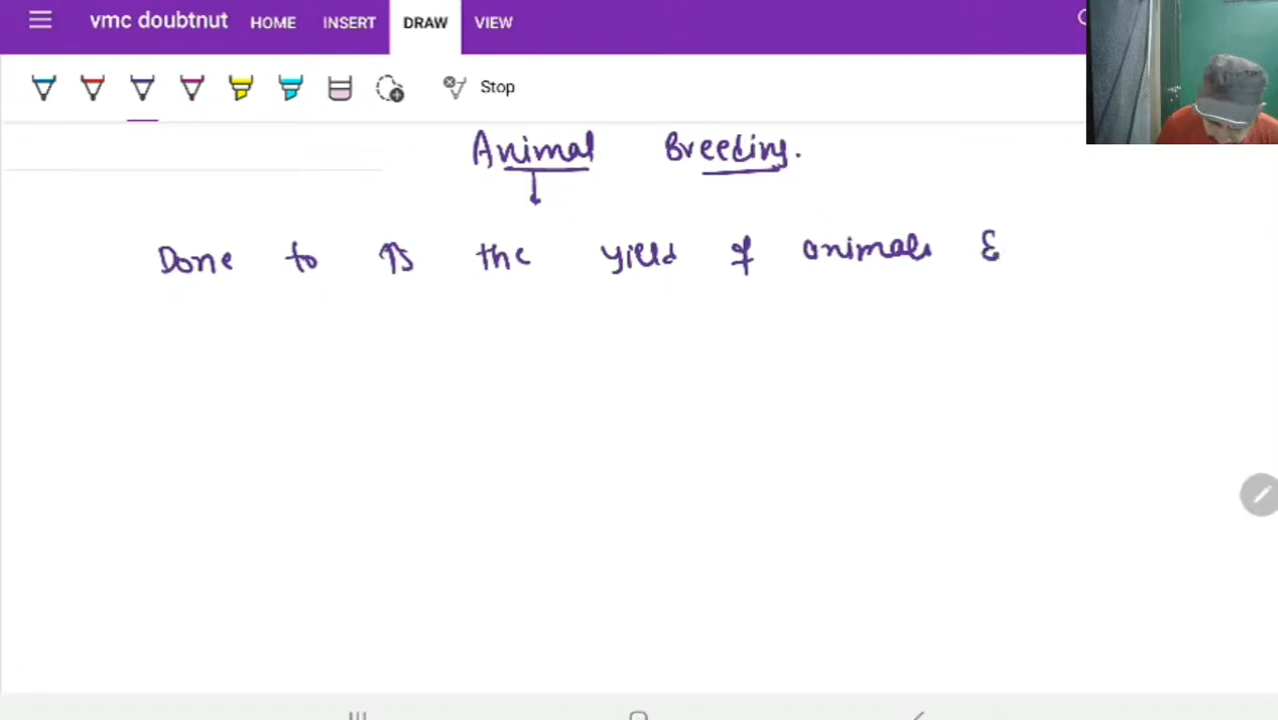 vmc doubtnut HOME INSERT DRAW VIEW
Stop
Animal Breeding.
Done to ↑s the yield of animals &